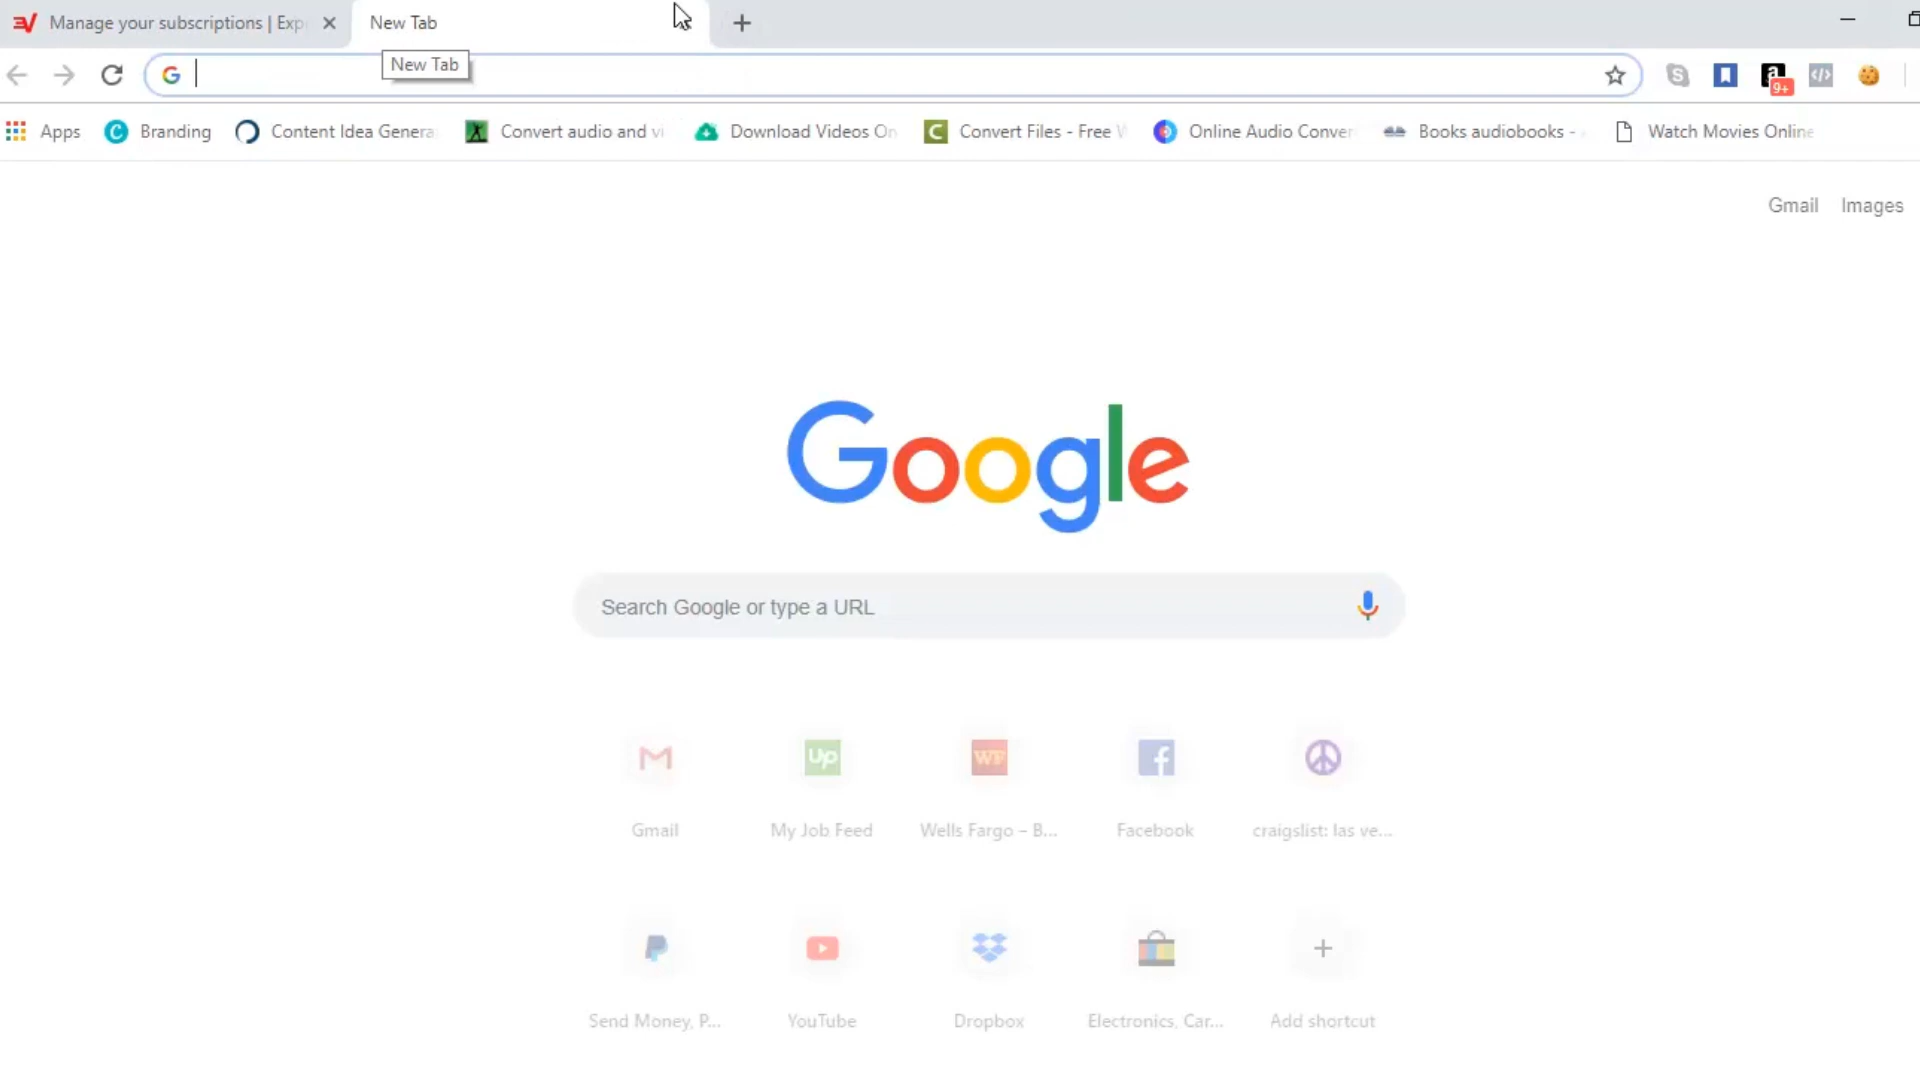 Manage your subscriptions | Exp
New Tab
New Tab
Apps
Branding
Content Idea Genera
Convert audio and vi
Download Videos On
Convert Files - Free
Online Audio Conver
Books audiobooks -
Watch Movies Online
9+
Gmail
Images
Google
Search Google or type a URL
Gmail
Up
My Job Feed
WF
Wells Fargo – B...
Facebook
craigslist: las ve...
Send Money, P...
YouTube
Dropbox
Electronics, Car...
Add shortcut